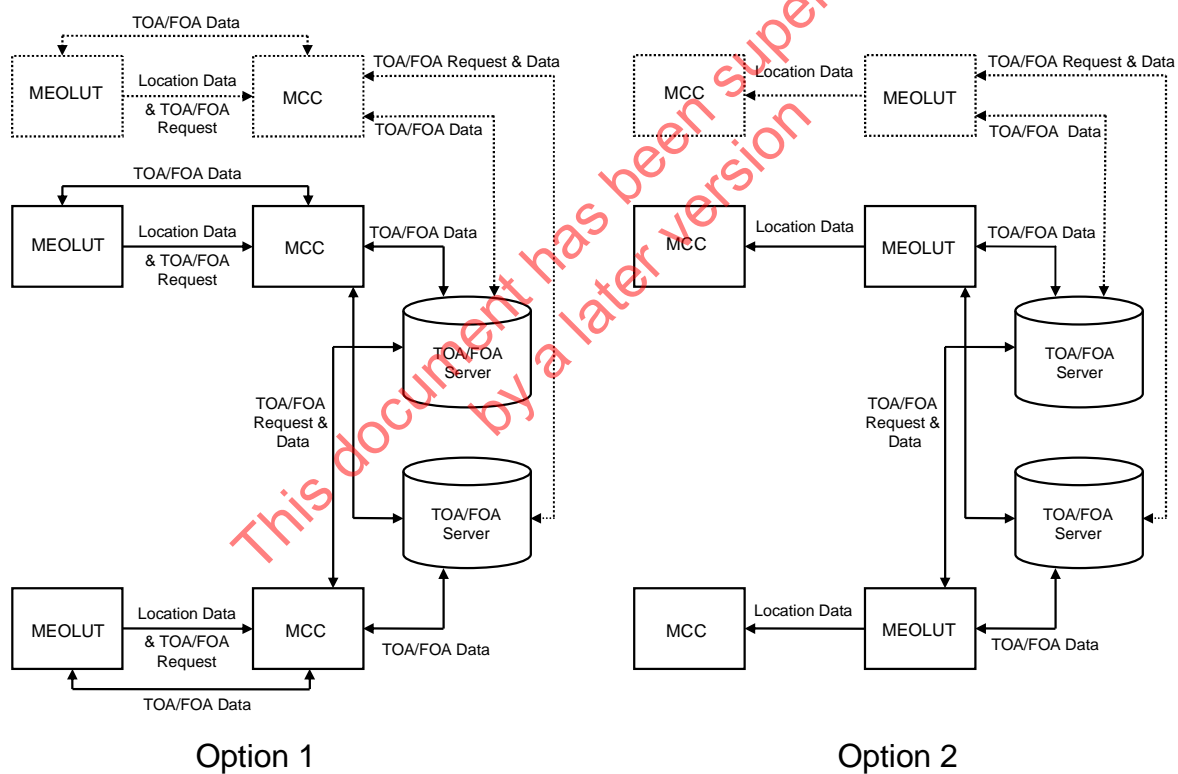 TOA/FOA Data
MEOLUT
Location Data
& TOA/FOA
Request
MCC
TOA/FOA Request & Data
TOA/FOA Data
TOA/FOA Data
MEOLUT
Location Data
& TOA/FOA
Request
MCC
TOA/FOA Data
TOA/FOA
Server
TOA/FOA
Request &
Data
TOA/FOA
Server
MEOLUT
Location Data
& TOA/FOA
Request
MCC
TOA/FOA Data
TOA/FOA Data
Option 1
MCC
Location Data
MEOLUT
TOA/FOA Request & Data
TOA/FOA Data
MCC
Location Data
MEOLUT
TOA/FOA Data
TOA/FOA
Server
TOA/FOA
Request &
Data
TOA/FOA
Server
MCC
Location Data
MEOLUT
TOA/FOA Data
Option 2
This document has been super
by a later version